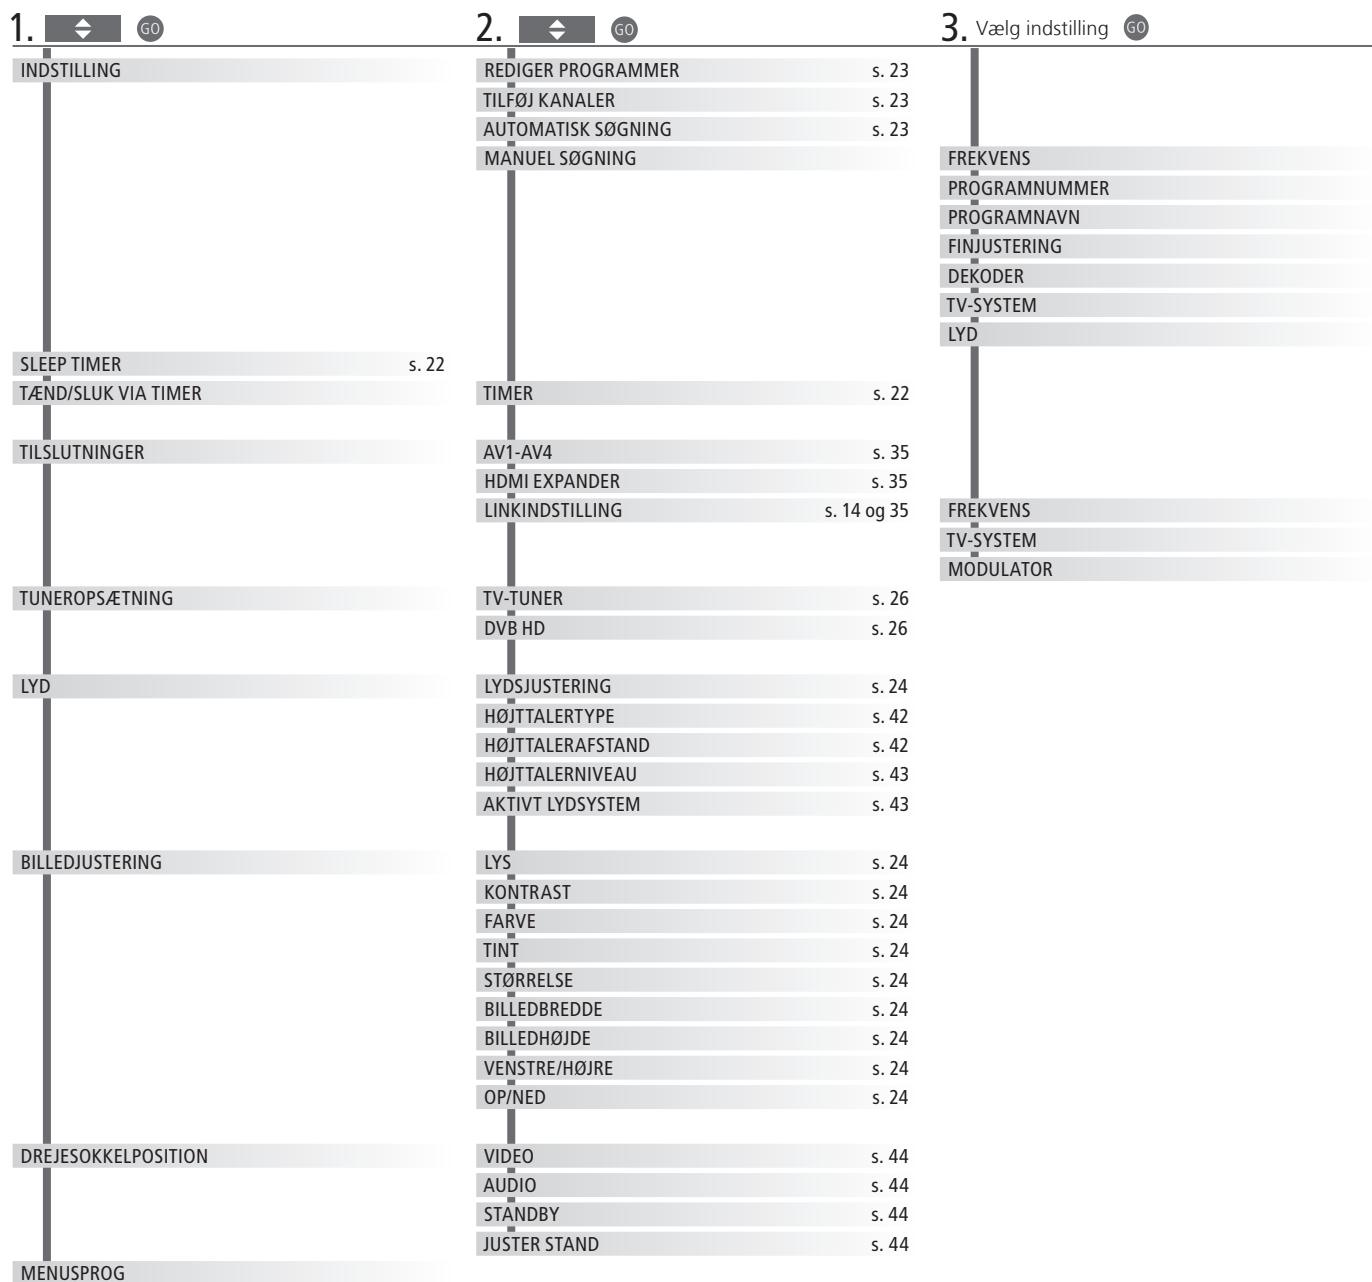 1. GO
2. GO
3. Vælg indstilling GO
INDSTILLING
REDIGER PROGRAMMER s. 23
TILFØJ KANALER s. 23
AUTOMATISK SØGNING s. 23
MANUEL SØGNING
FREKVENS
PROGRAMNUMMER
PROGRAMNAVN
FINJUSTERING
DEKODER
TV-SYSTEM
LYD
SLEEP TIMER s. 22
TÆND/SLUK VIA TIMER
TIMER s. 22
TILSLUTNINGER
AV1-AV4 s. 35
HDMI EXPANDER s. 35
LINKINDSTILLING s. 14 og 35
FREKVENS
TV-SYSTEM
MODULATOR
TUNEROPSÆTNING
TV-TUNER s. 26
DVB HD s. 26
LYD
LYDSJUSTERING s. 24
HØJTTALERTYPE s. 42
HØJTTALERAFSTAND s. 42
HØJTTALERNIVEAU s. 43
AKTIVT LYDSYSTEM s. 43
BILLEDJUSTERING
LYS s. 24
KONTRAST s. 24
FARVE s. 24
TINT s. 24
STØRRELSE s. 24
BILLEDBREDDE s. 24
BILLEDHØJDE s. 24
VENSTRE/HØJRE s. 24
OP/NED s. 24
DREJESOKKELPOSITION
VIDEO s. 44
AUDIO s. 44
STANDBY s. 44
JUSTER STAND s. 44
MENUSPROG